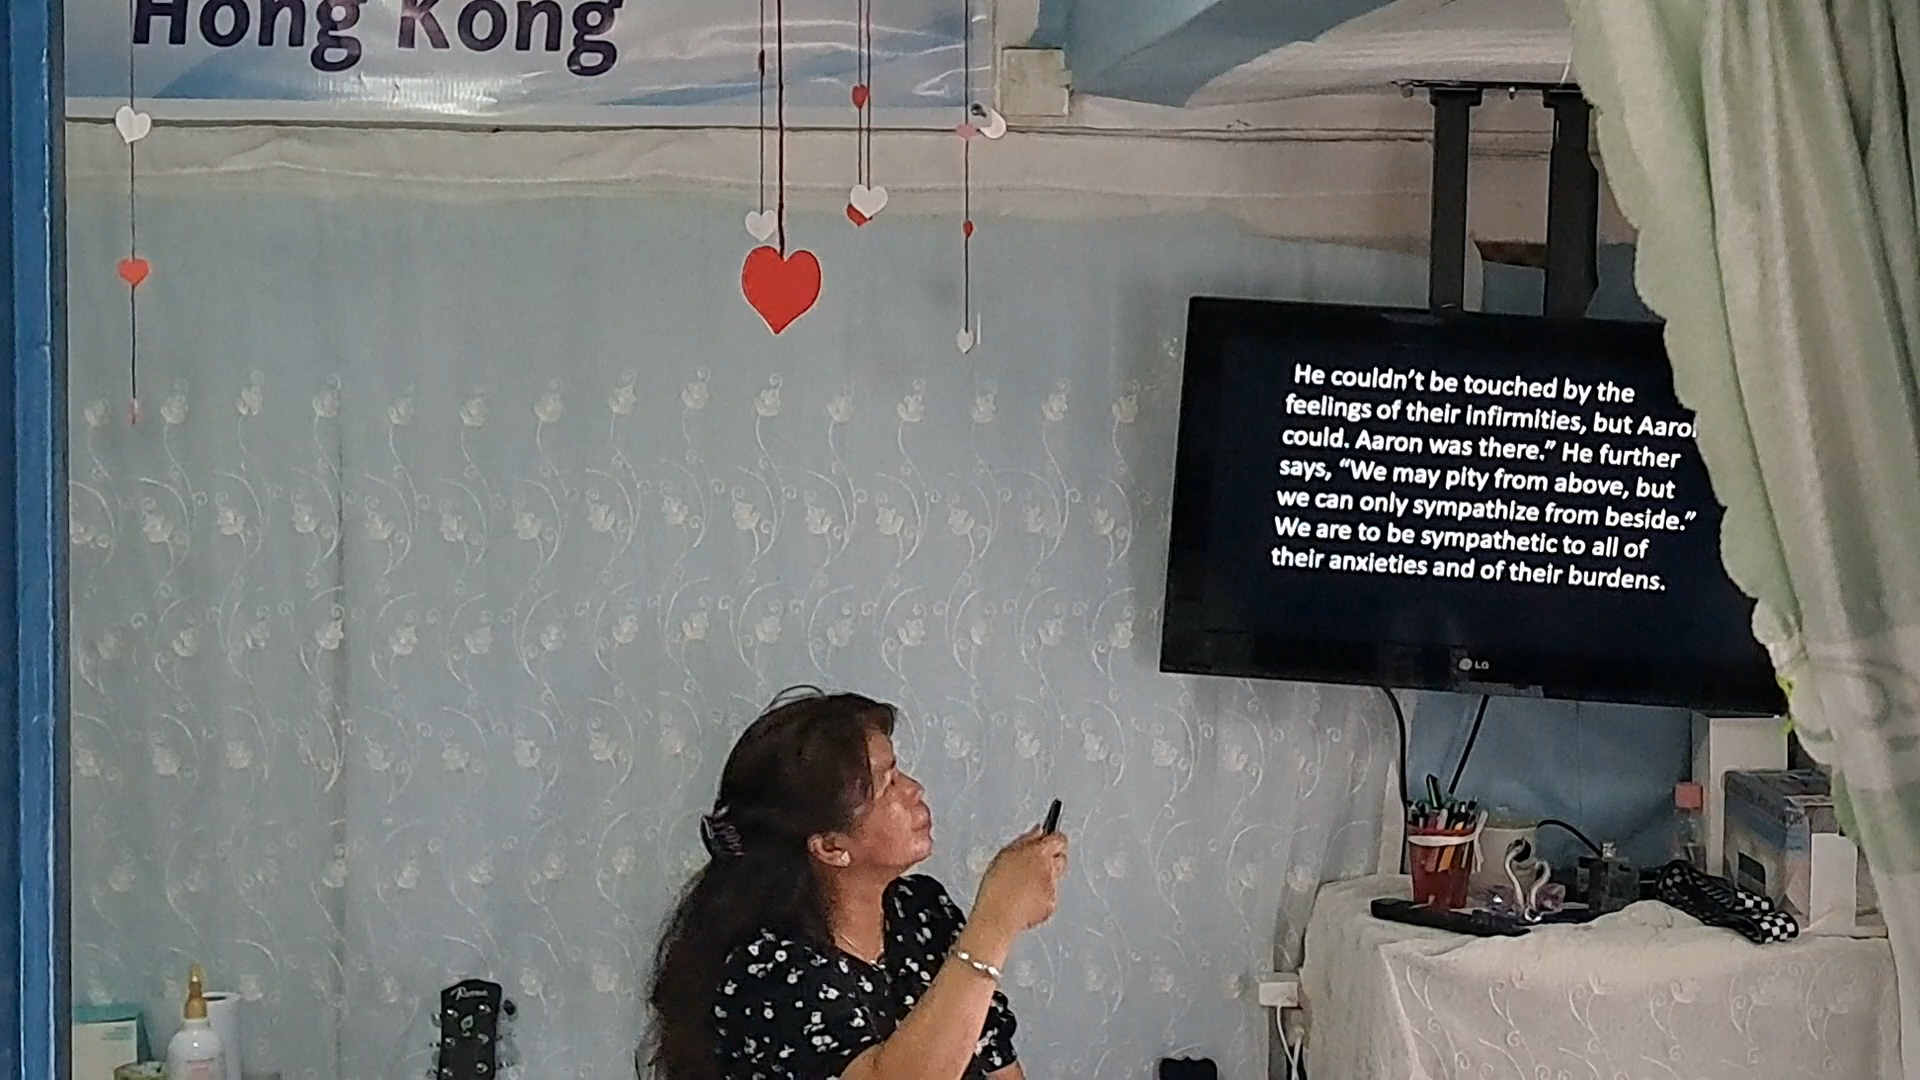 Hong Kong
He couldn’t be touched by the
feelings of their infirmities, but Aaro
could. Aaron was there.” He further
says, “We may pity from above, but
we can only sympathize from beside.”
We are to be sympathetic to all of
their anxieties and of their burdens.
LG